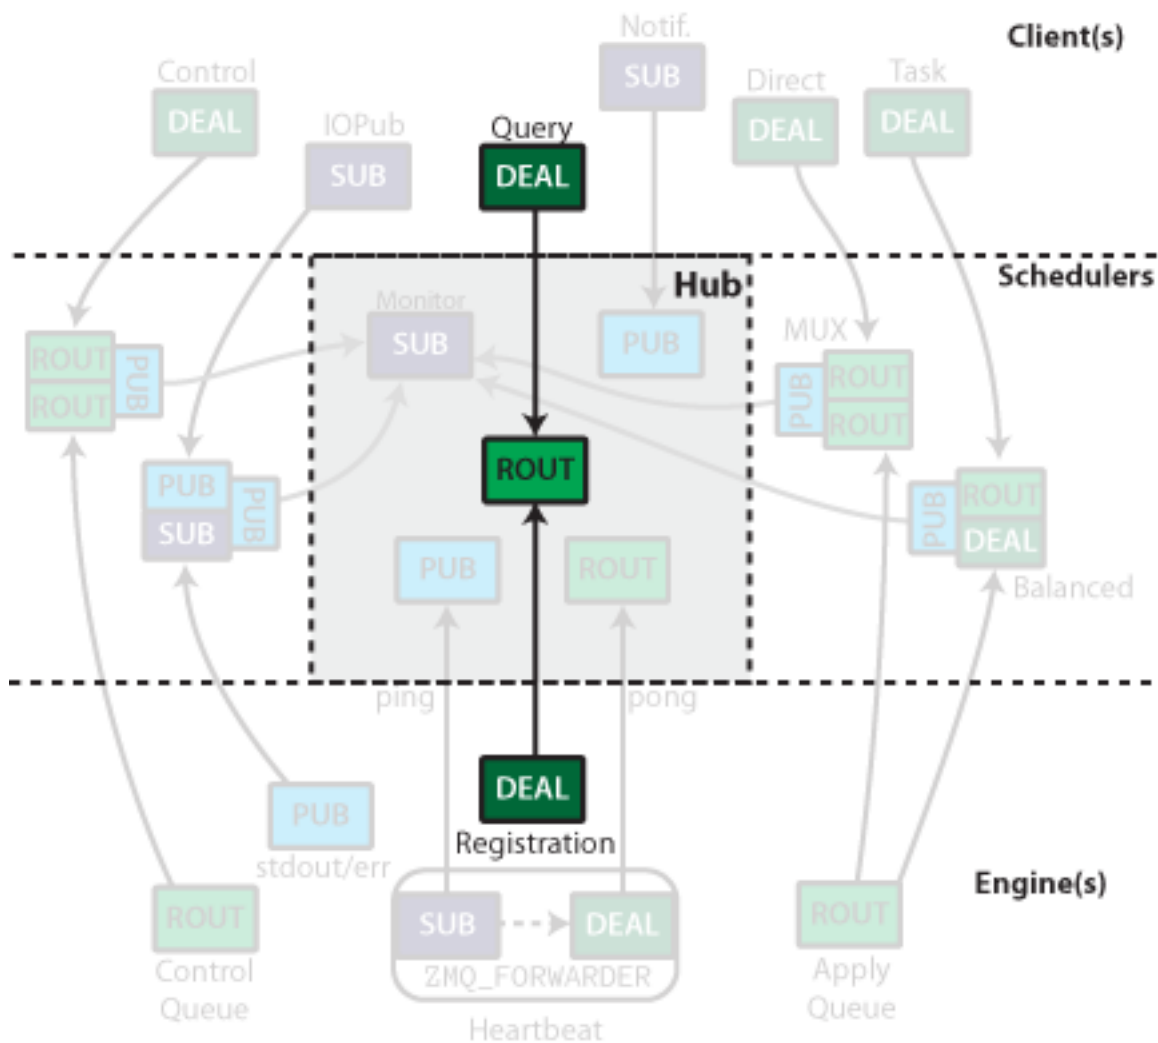 Notif.
Client(s)
SUB
Control
DEAL
Direct
DEAL
Task
DEAL
IOPub
SUB
Query
DEAL
Hub
Schedulers
Monitor
SUB
PUB
MUX
ROUT
ROUT
PUB
PUB
ROUT
ROUT
ROUT
PUB
SUB
PUB
PUB
ROUT
DEAL
Balanced
PUB
ROUT
ping
pong
DEAL
Registration
PUB
stdout/err
Engine(s)
ROUT
Control
Queue
SUB
DEAL
ZMQ_FORWARDER
Heartbeat
ROUT
Apply
Queue